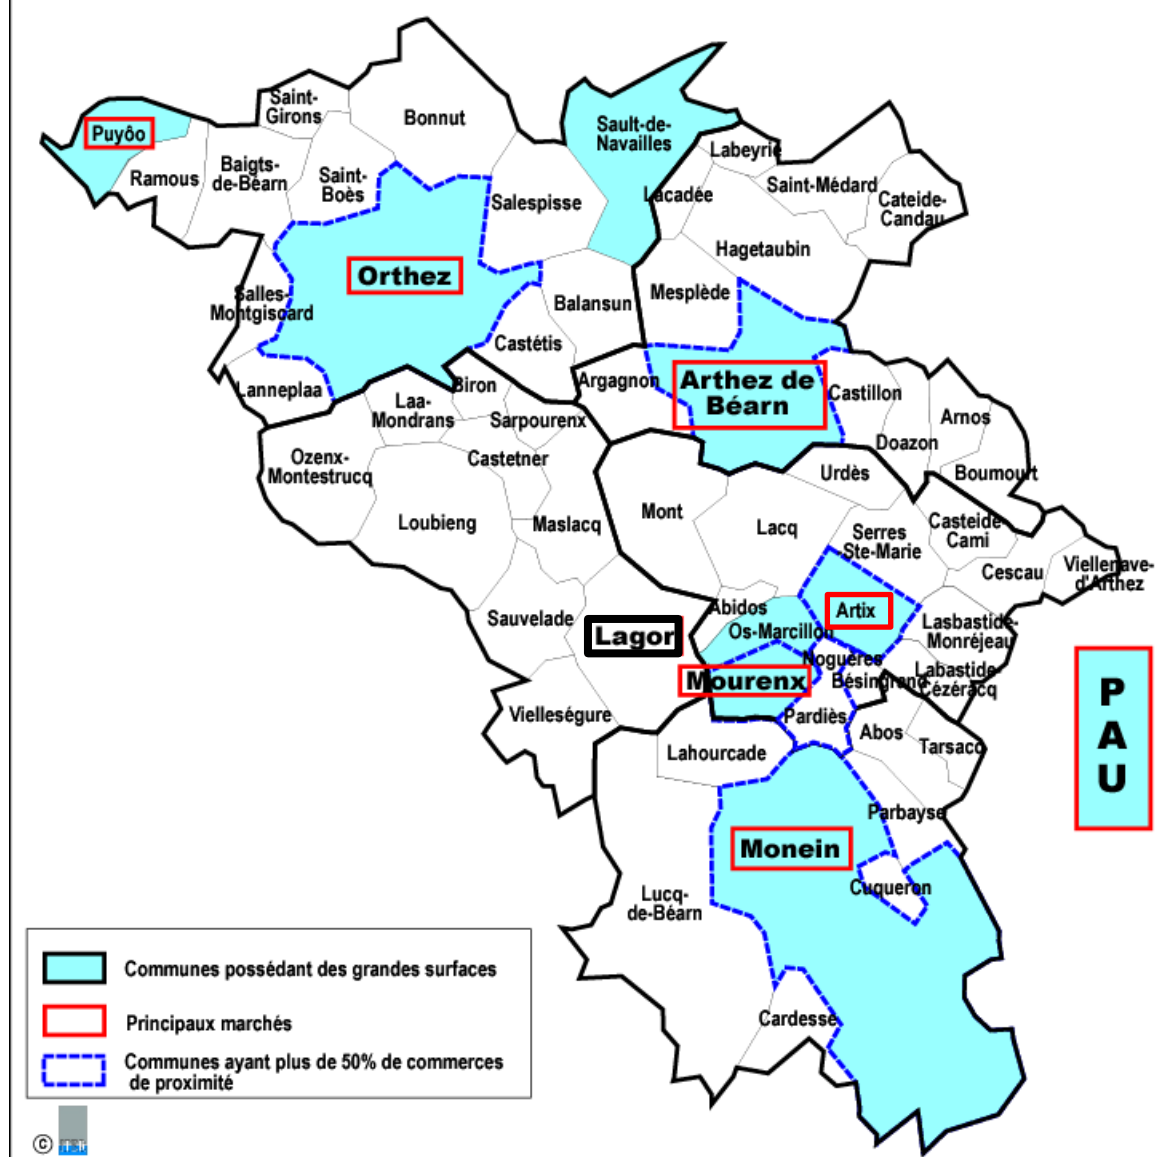 Saint-
Girons
Bonnut
Puyôo
Sault-de-
Navailles
Labeyrie
Ramous
Baigts-
de-Béarn
Saint-
Boès
Salespisse
Lacadée
Saint-Médard
Cateide-
Candau
Hagetaubin
Orthez
Salles-
Montgiscard
Balansun
Mesplède
Castétis
Lanneplaa
Biron
Argagnon
Arthez de
Béarn
Castillon
Laa-
Mondrans
Sarpourenx
Arnos
Doazon
Ozenx-
Montestrucq
Castetner
Urdès
Boumourt
Loubieng
Maslacq
Mont
Lacq
Serres
Ste-Marie
Casteide-
Cami
Cescau
Viellenave-
d'Arthez
Sauvelade
Lagor
Abidos
Os-Marcillon
Artix
Lasbastide-
Monréjeau
Mourenx
Noguères
Bésingrand
Labastide-
Cézéracq
Vielleségure
Pardiès
Abos
Tarsacq
Lahourcade
Parbayse
P
A
U
Monein
Cuqueron
Lucq-
de-Béarn
Cardesse
Communes possédant des grandes surfaces
Principaux marchés
Communes ayant plus de 50% de commerces
de proximité
©